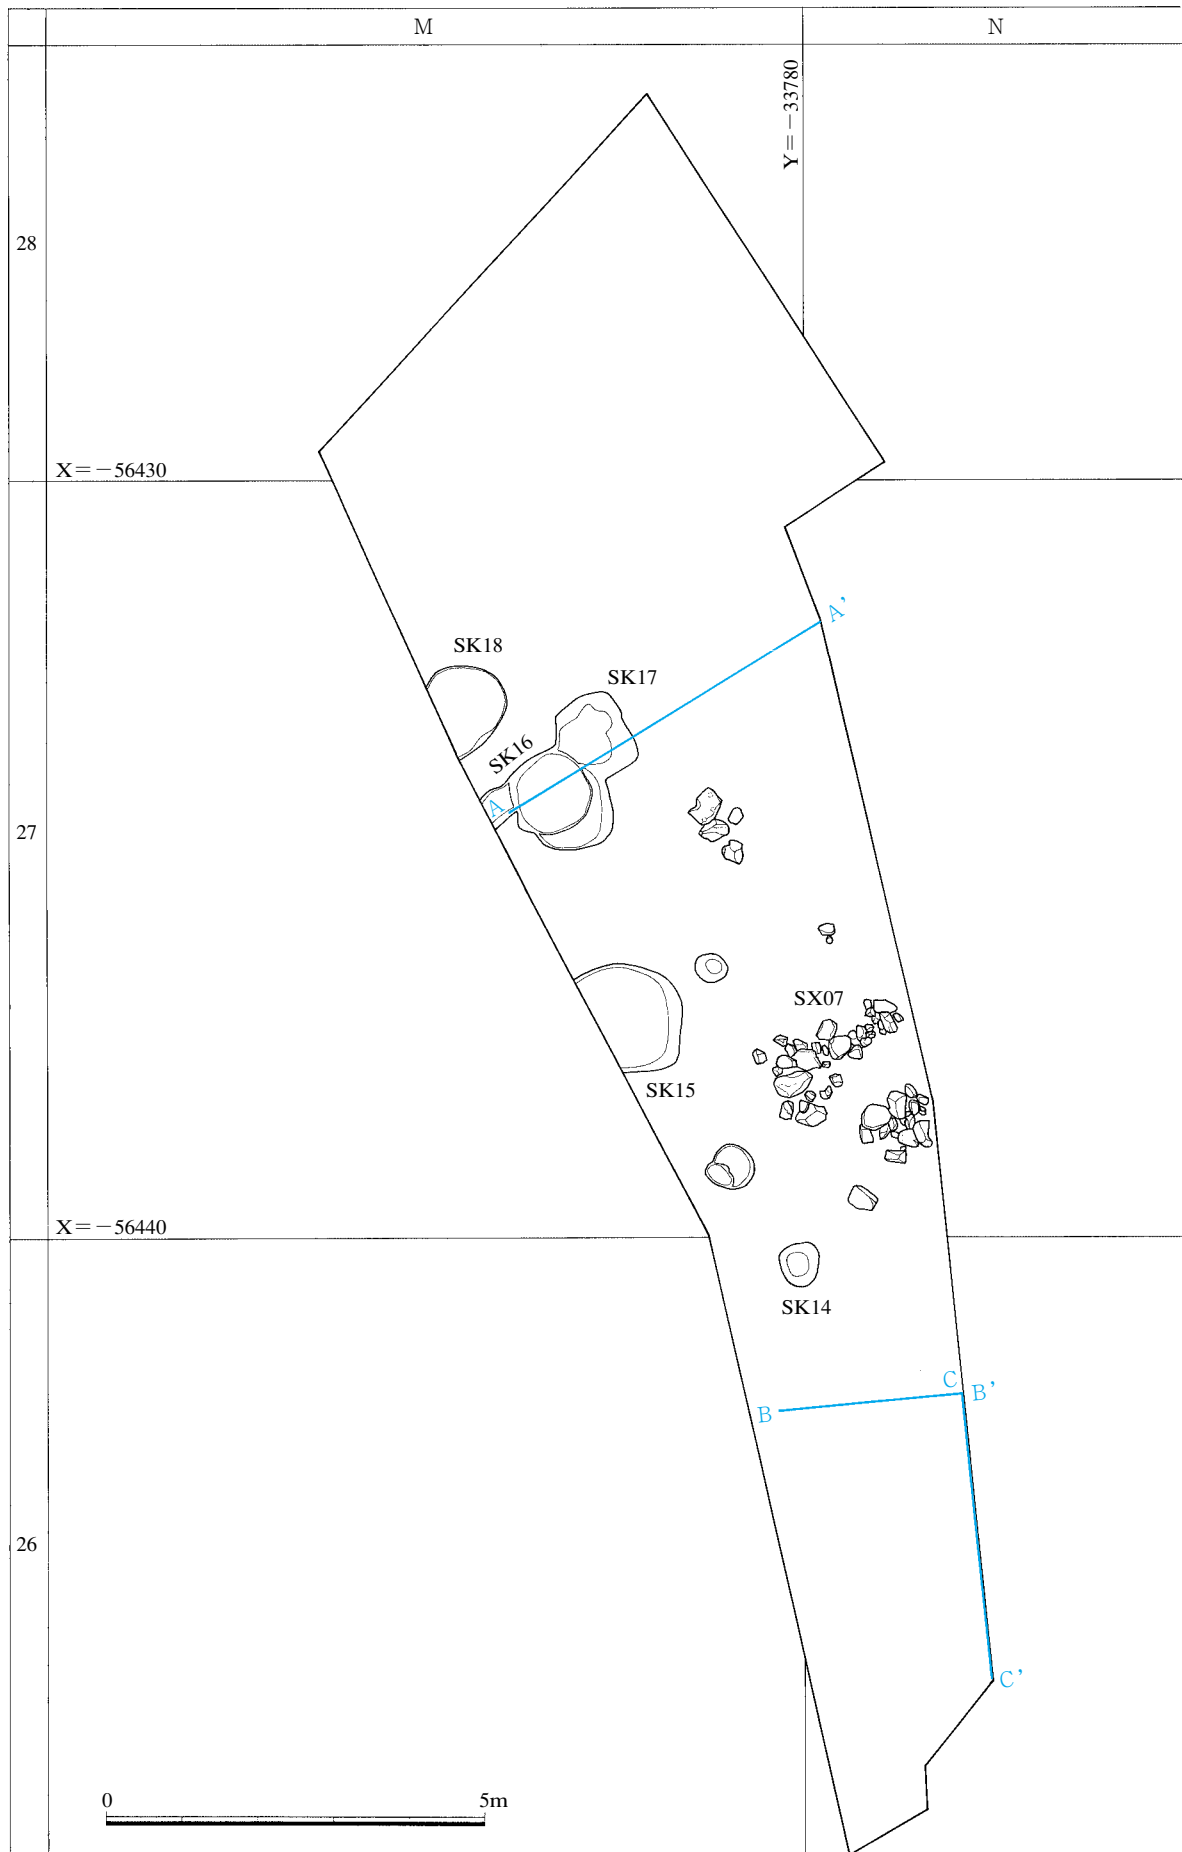 M
N
Y=-33780
28
X=-56430
A'
SK18
SK17
SK16
A
27
SX07
SK15
X=-56440
SK14
C
B'
B
26
C'
0
5m